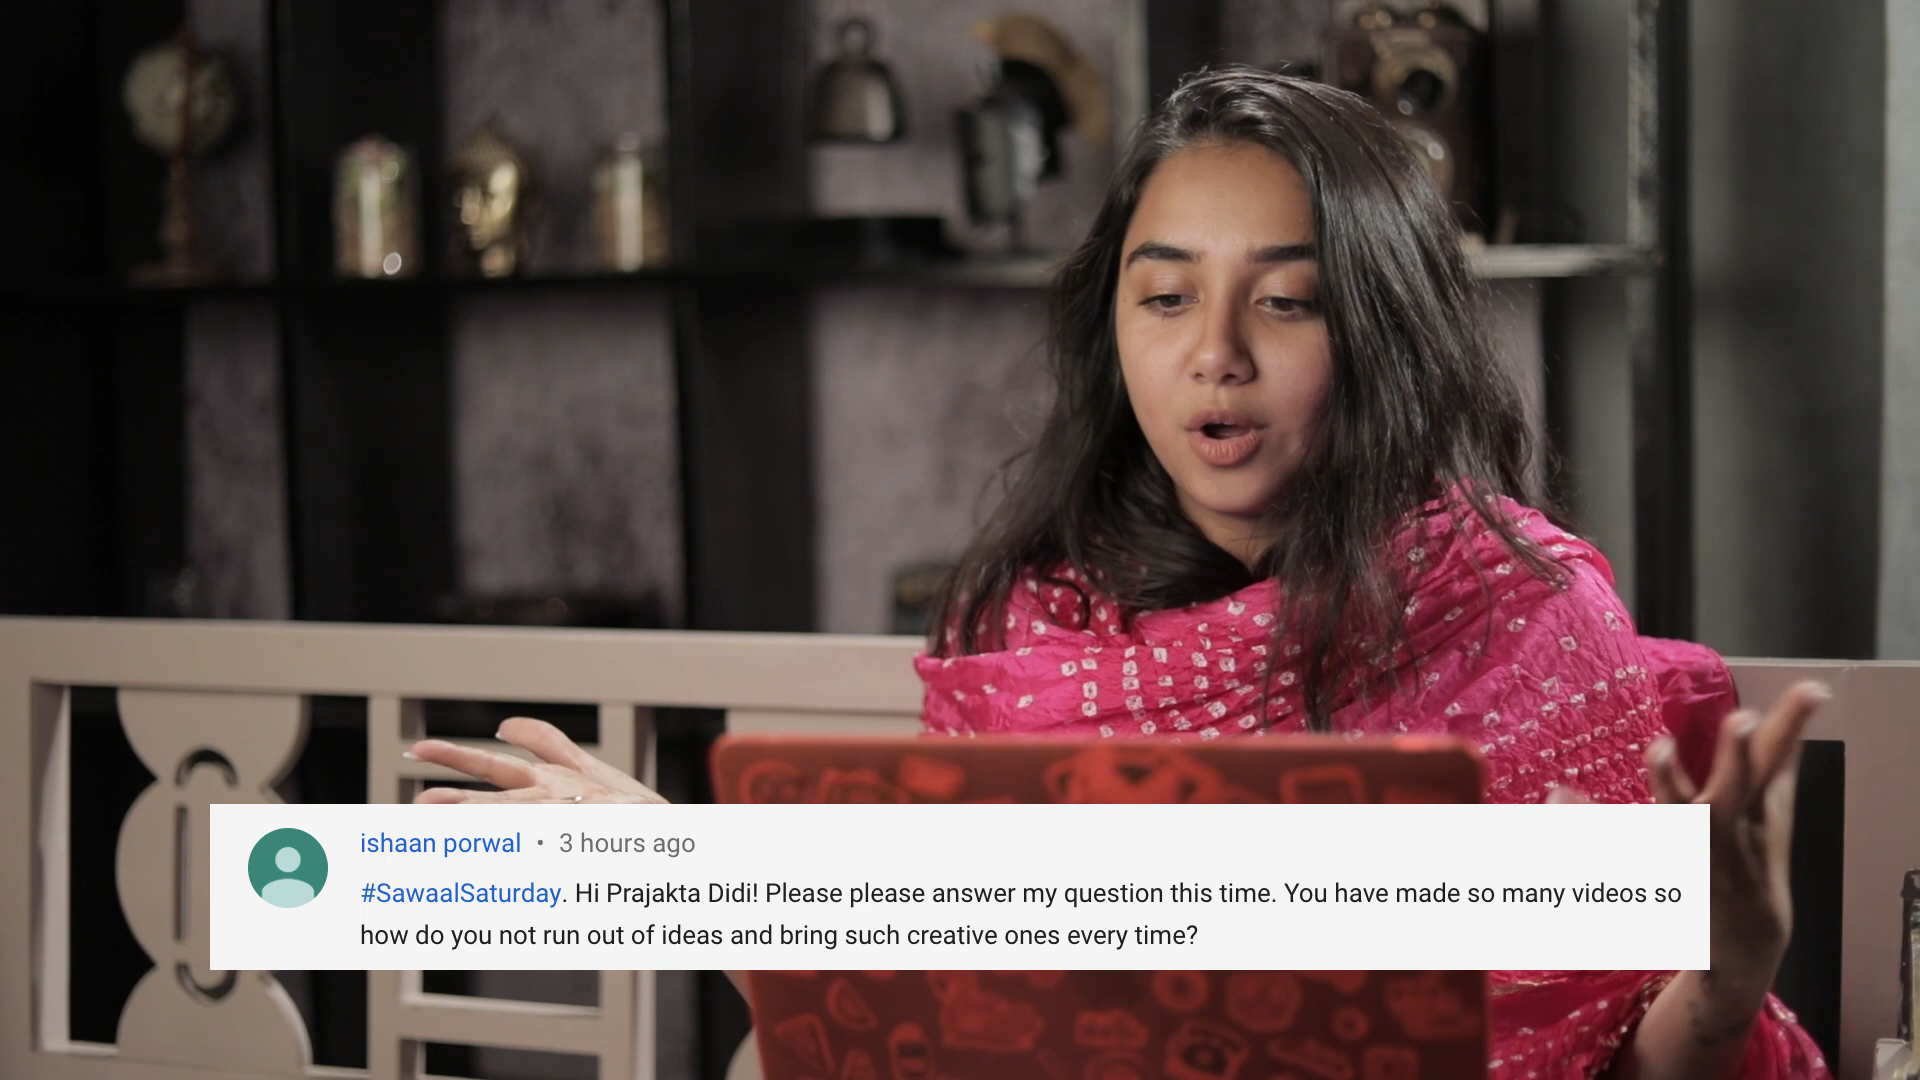 ishaan porwal • 3 hours ago
#SawaalSaturday. Hi Prajakta Didi! Please please answer my question this time. You have made so many videos so
how do you not run out of ideas and bring such creative ones every time?